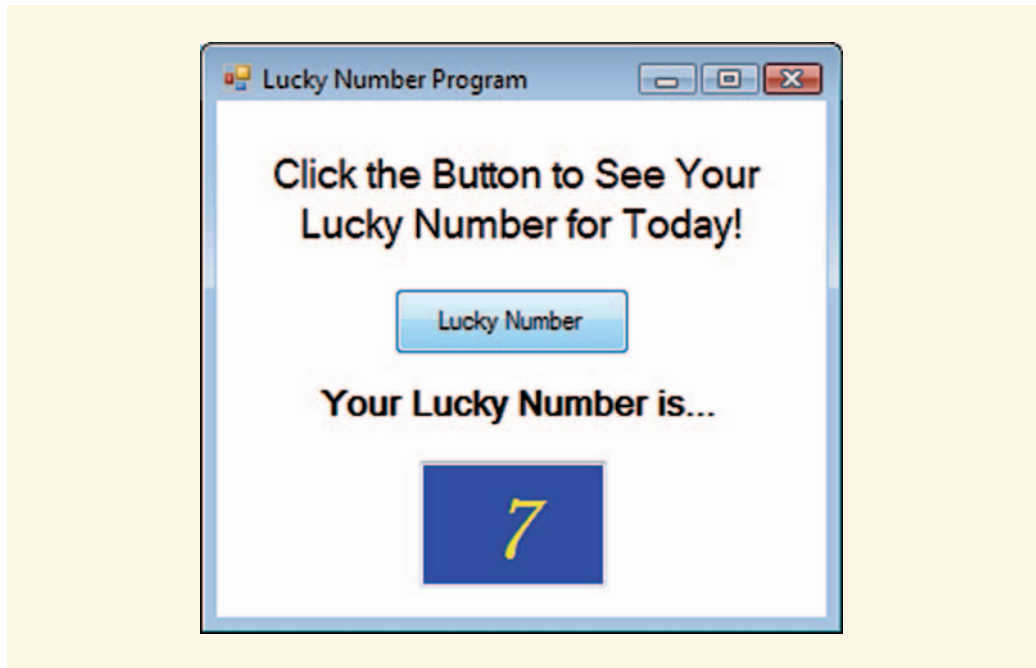 Lucky Number Program
Click the Button to See Your
Lucky Number for Today!
Lucky Number
Your Lucky Number is...
7